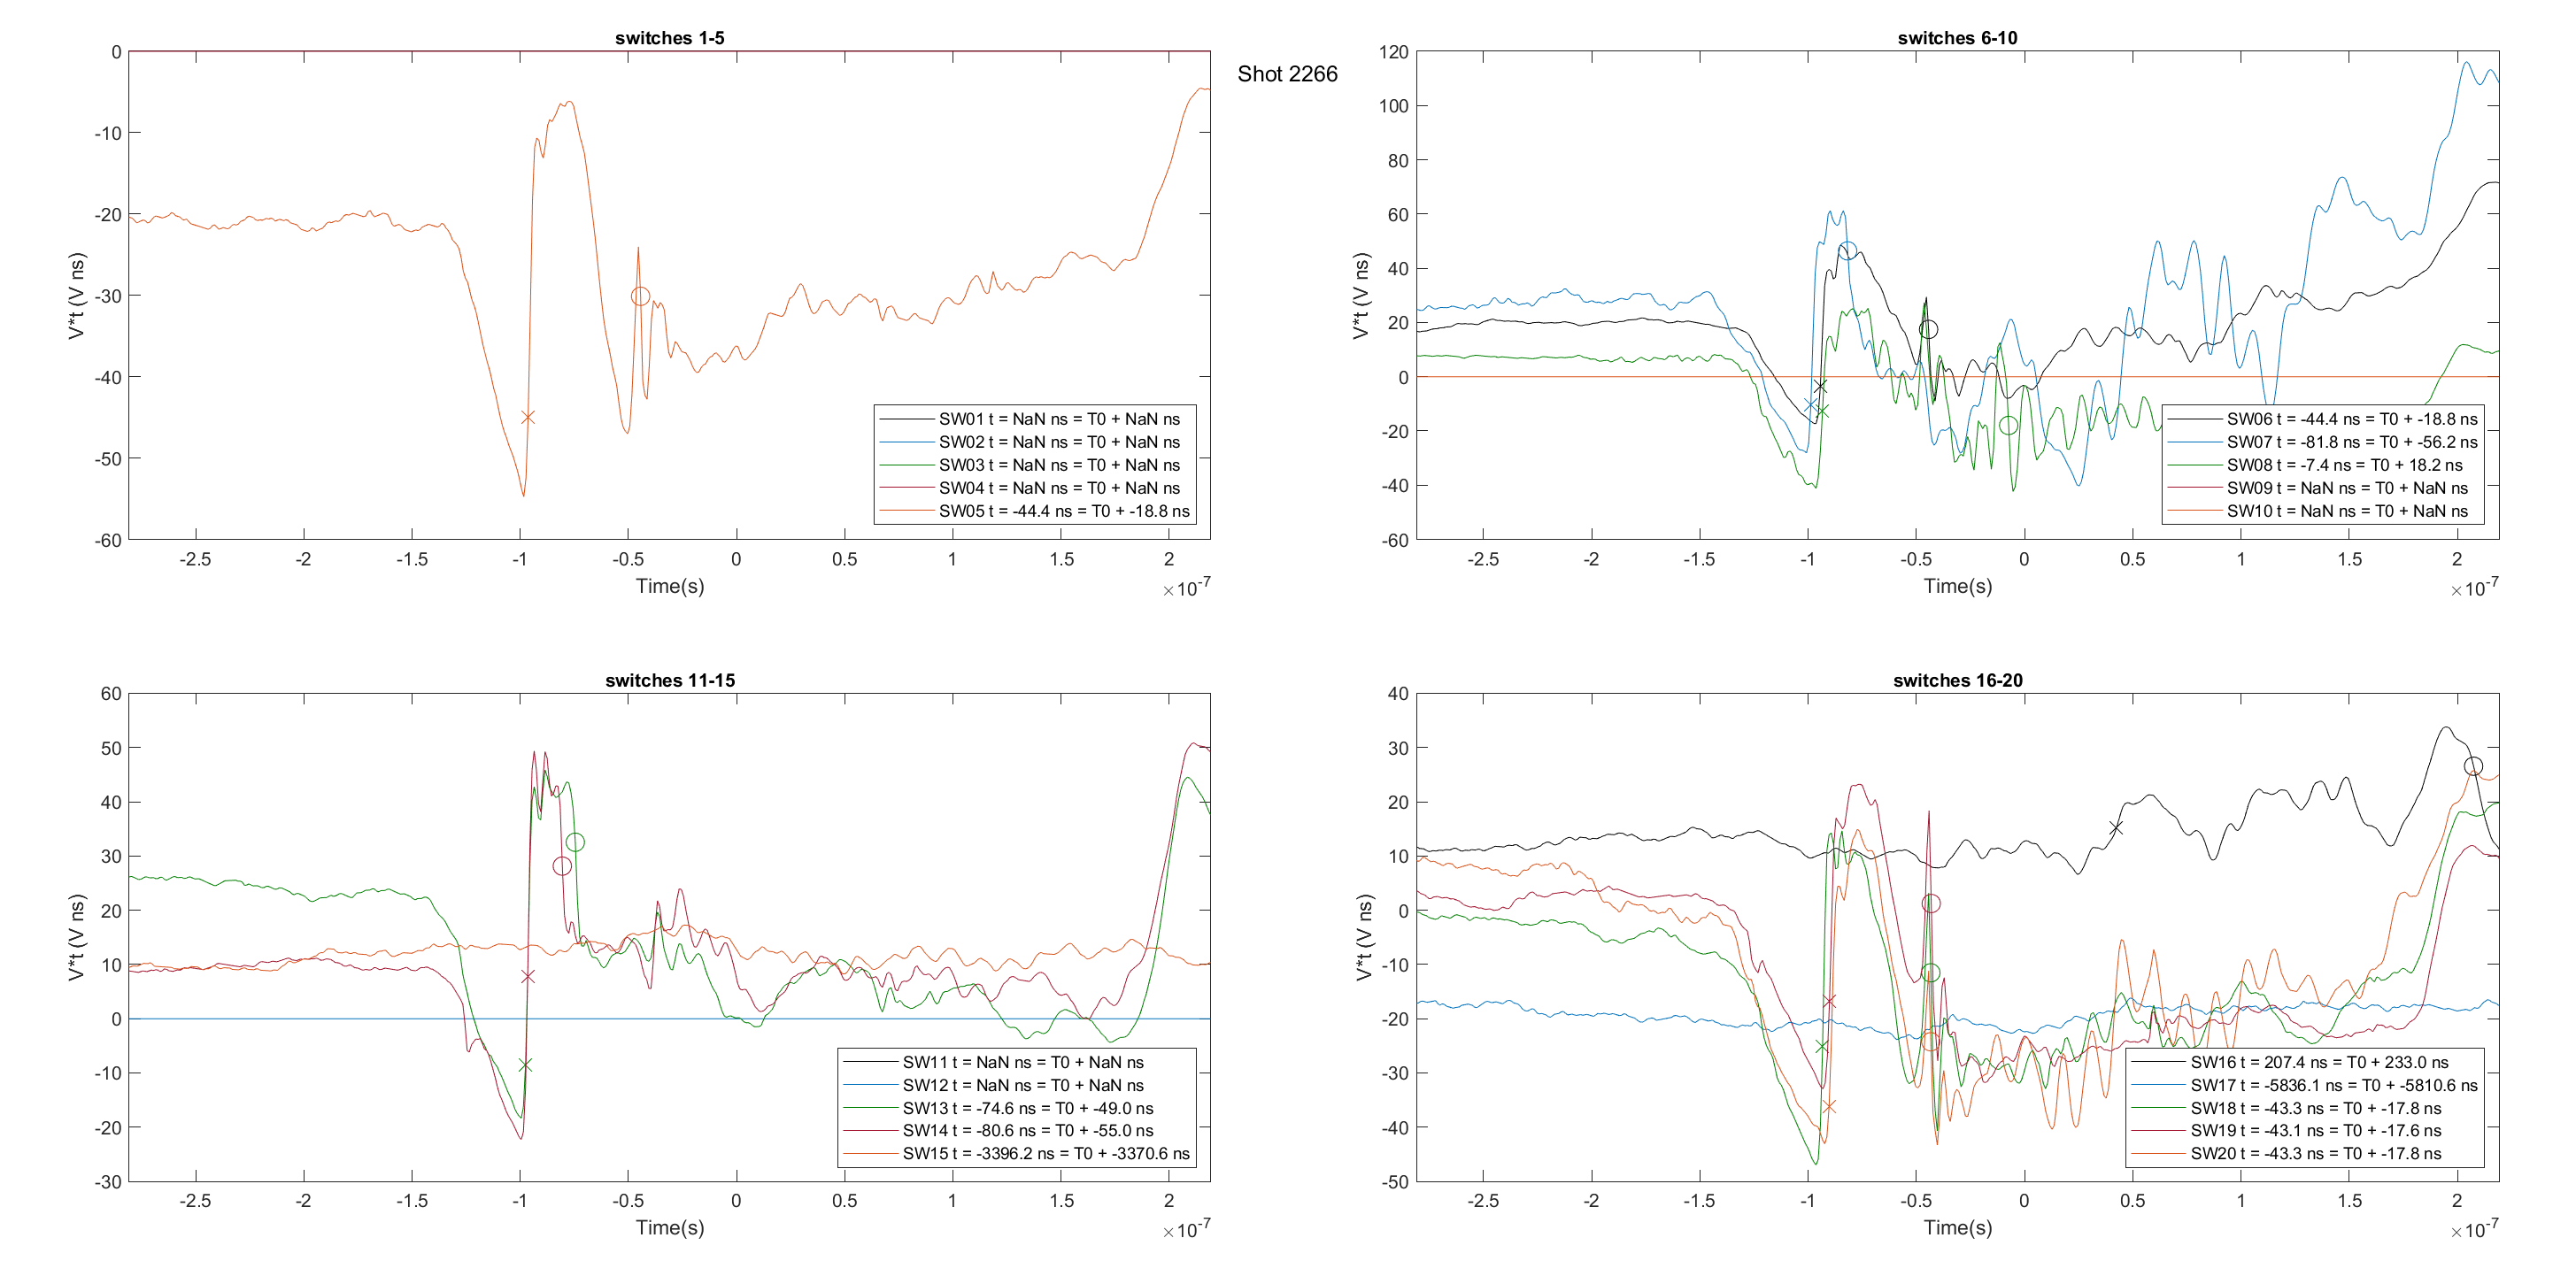 Shot 2266
switches 1-5
0
-10
-20
-30
-40
-50
-60
V*t (V ns)
-2.5 -2 -1.5 -1 -0.5 0 0.5 1 1.5 2
Time(s)
×10-7
SW01 t = NaN ns = T0 + NaN ns
SW02 t = NaN ns = T0 + NaN ns
SW03 t = NaN ns = T0 + NaN ns
SW04 t = NaN ns = T0 + NaN ns
SW05 t = -44.4 ns = T0 + -18.8 ns
switches 6-10
120
100
80
60
40
20
0
-20
-40
-60
V*t (V ns)
-2.5 -2 -1.5 -1 -0.5 0 0.5 1 1.5 2
Time(s)
×10-7
SW06 t = -44.4 ns = T0 + -18.8 ns
SW07 t = -81.8 ns = T0 + -56.2 ns
SW08 t = -7.4 ns = T0 + 18.2 ns
SW09 t = NaN ns = T0 + NaN ns
SW10 t = NaN ns = T0 + NaN ns
switches 11-15
60
50
40
30
20
10
0
-10
-20
-30
V*t (V ns)
-2.5 -2 -1.5 -1 -0.5 0 0.5 1 1.5 2
Time(s)
×10-7
SW11 t = NaN ns = T0 + NaN ns
SW12 t = NaN ns = T0 + NaN ns
SW13 t = -74.6 ns = T0 + -49.0 ns
SW14 t = -80.6 ns = T0 + -55.0 ns
SW15 t = -3396.2 ns = T0 + -3370.6 ns
switches 16-20
40
30
20
10
0
-10
-20
-30
-40
-50
V*t (V ns)
-2.5 -2 -1.5 -1 -0.5 0 0.5 1 1.5 2
Time(s)
×10-7
SW16 t = 207.4 ns = T0 + 233.0 ns
SW17 t = -5836.1 ns = T0 + -5810.6 ns
SW18 t = -43.3 ns = T0 + -17.8 ns
SW19 t = -43.1 ns = T0 + -17.6 ns
SW20 t = -43.3 ns = T0 + -17.8 ns